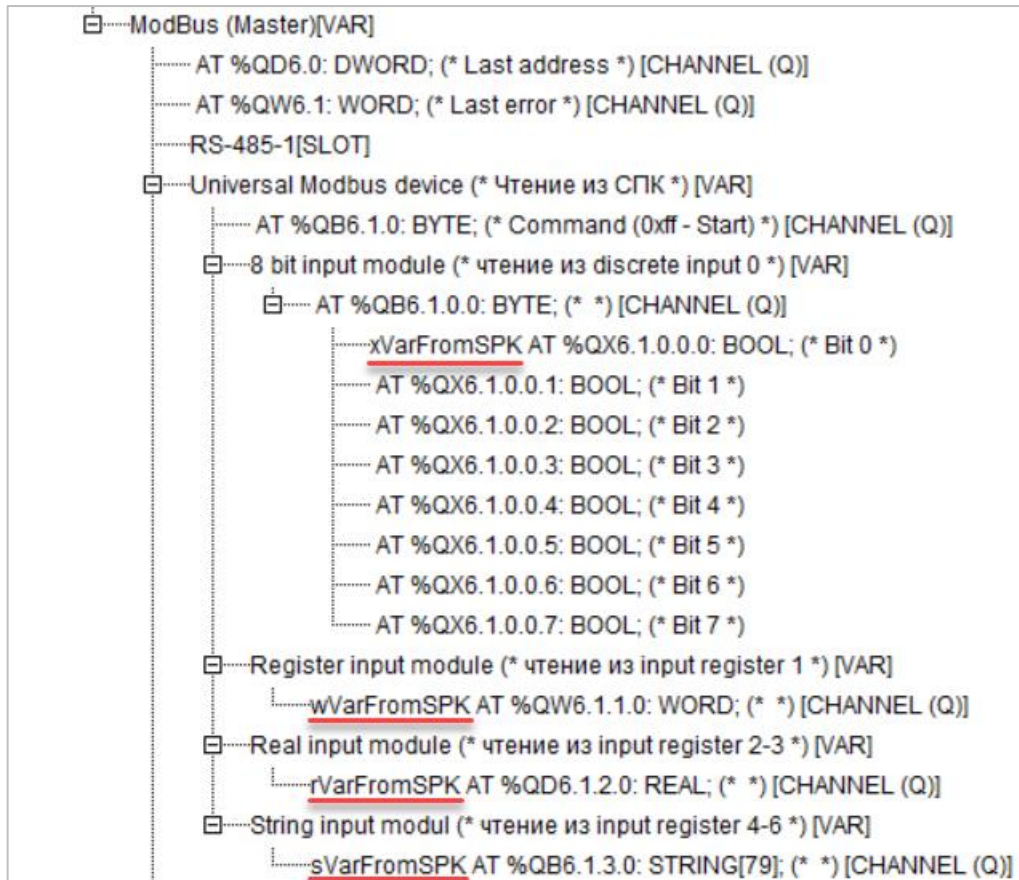 ModBus (Master)[VAR]
AT %QD6.0: DWORD; (* Last address *) [CHANNEL (Q)]
AT %QW6.1: WORD; (* Last error *) [CHANNEL (Q)]
RS-485-1[SLOT]
Universal Modbus device (* Чтение из СПК *) [VAR]
AT %QB6.1.0: BYTE; (* Command (0xff - Start) *) [CHANNEL (Q)]
8 bit input module (* чтение из discrete input 0 *) [VAR]
AT %QB6.1.0.0: BYTE; (* *) [CHANNEL (Q)]
xVarFromSPK AT %QX6.1.0.0.0: BOOL; (* Bit 0 *)
AT %QX6.1.0.0.1: BOOL; (* Bit 1 *)
AT %QX6.1.0.0.2: BOOL; (* Bit 2 *)
AT %QX6.1.0.0.3: BOOL; (* Bit 3 *)
AT %QX6.1.0.0.4: BOOL; (* Bit 4 *)
AT %QX6.1.0.0.5: BOOL; (* Bit 5 *)
AT %QX6.1.0.0.6: BOOL; (* Bit 6 *)
AT %QX6.1.0.0.7: BOOL; (* Bit 7 *)
Register input module (* чтение из input register 1 *) [VAR]
wVarFromSPK AT %QW6.1.1.0: WORD; (* *) [CHANNEL (Q)]
Real input module (* чтение из input register 2-3 *) [VAR]
rVarFromSPK AT %QD6.1.2.0: REAL; (* *) [CHANNEL (Q)]
String input modul (* чтение из input register 4-6 *) [VAR]
sVarFromSPK AT %QB6.1.3.0: STRING[79]; (* *) [CHANNEL (Q)]